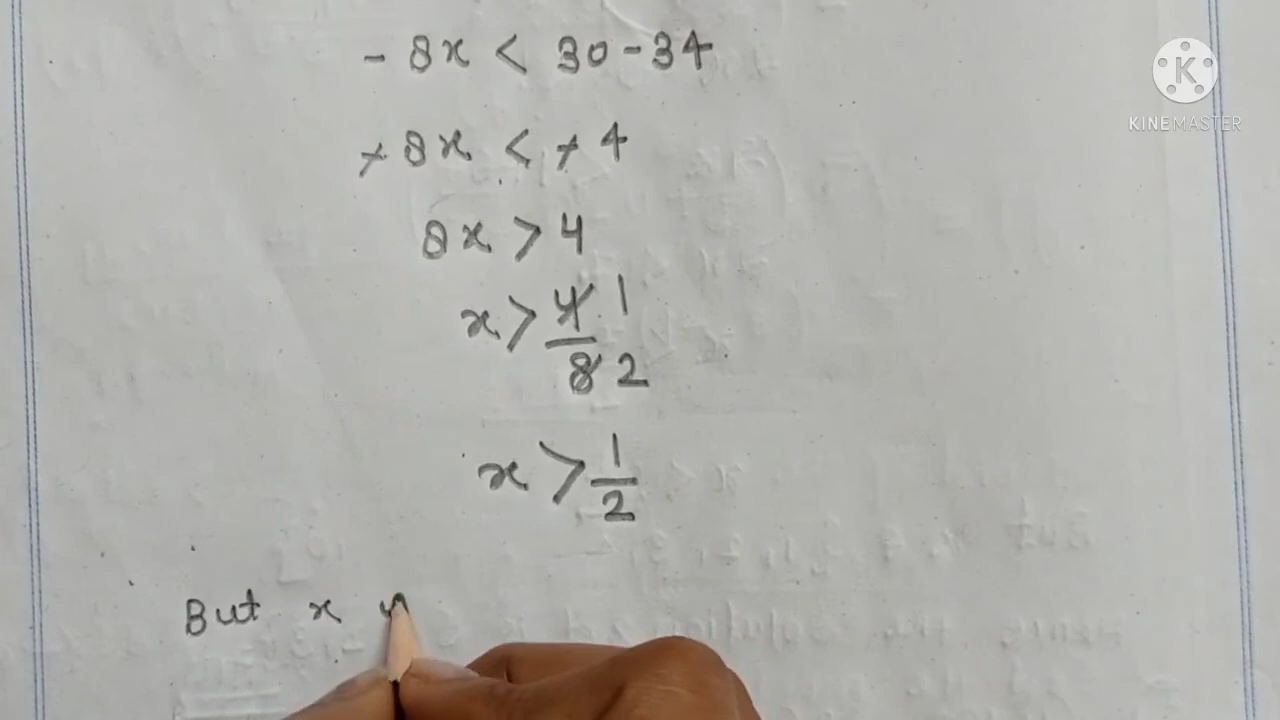 - 8x < 30 - 34
- 8x < - 4
8x > 4
x > 4/8 1/2
x > 1/2
But x
K
KINEMASTER